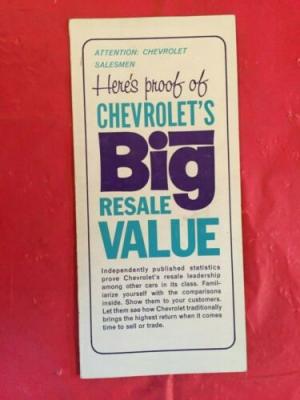 ATTENTION: CHEVROLET
SALESMEN
Here's proof of
CHEVROLET'S
Big
RESALE
VALUE
Independently published statistics
prove Chevrolet's resale leadership
among other cars in its class. Famil-
iarize yourself with the comparisons
inside. Show them to your customers.
Let them see how Chevrolet traditionally
brings the highest return when it comes
time to sell or trade.